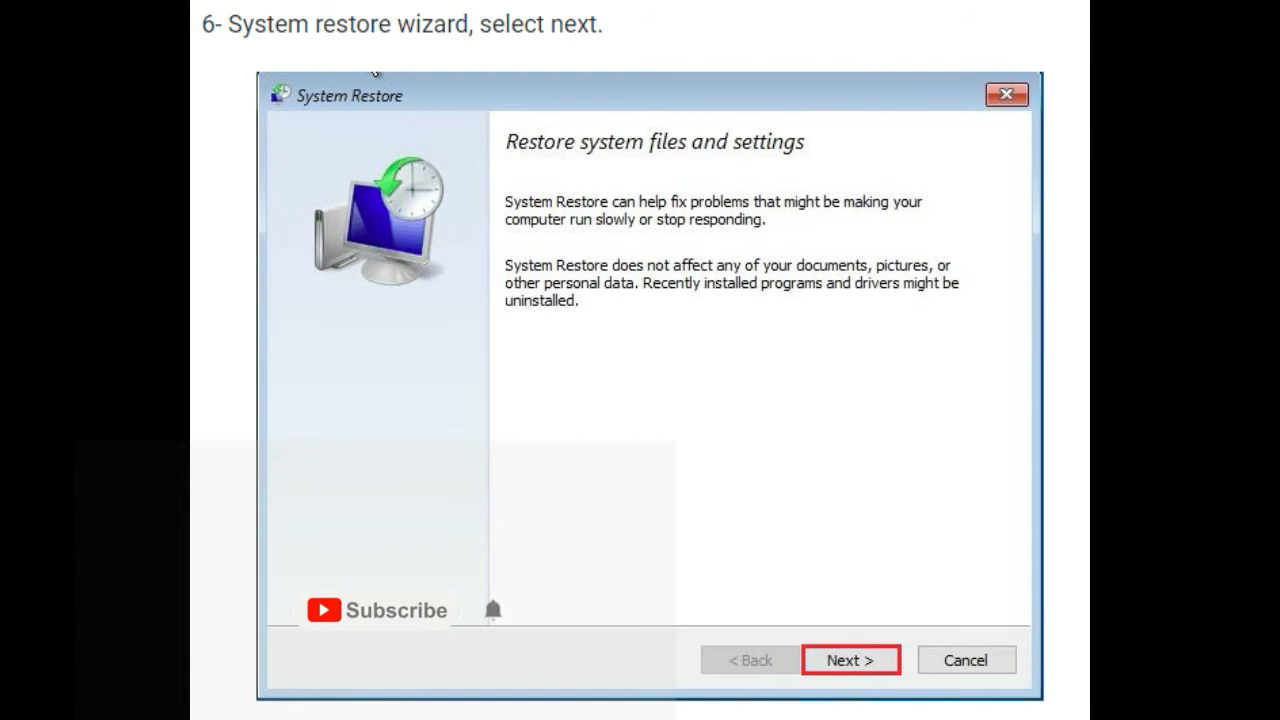 6- System restore wizard, select next.
System Restore
Restore system files and settings
System Restore can help fix problems that might be making your
computer run slowly or stop responding.
System Restore does not affect any of your documents, pictures, or
other personal data. Recently installed programs and drivers might be
uninstalled.
Subscribe
< Back
Next >
Cancel